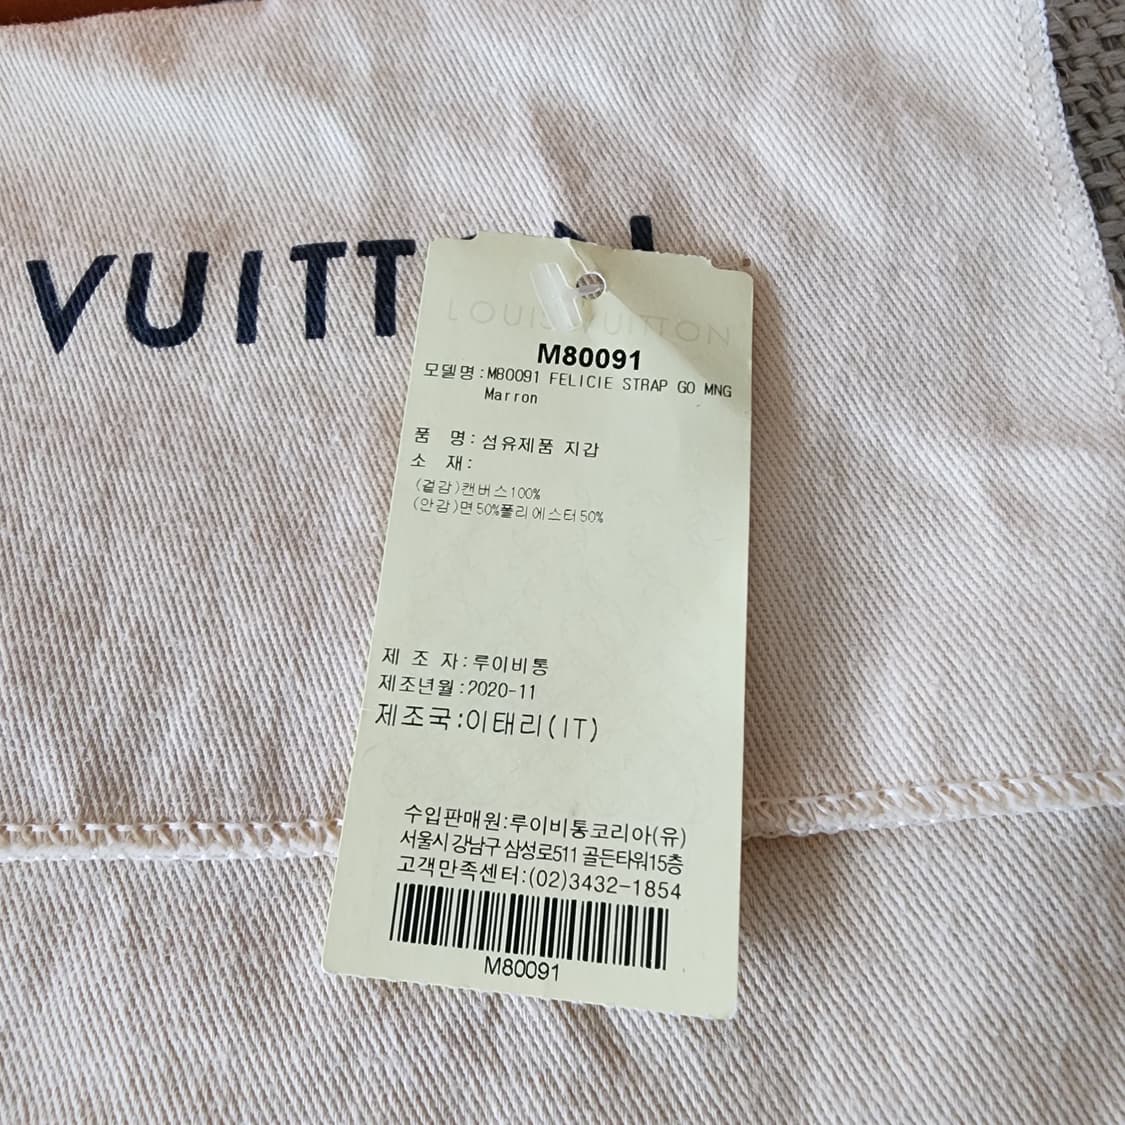 VUITTON
LOUIS VUITTON
M80091
모델명:M80091 FELICIE STRAP GO MNG
Marron
품 명:섬유제품 지갑
소 재:
(겉감)캔버스100%
(안감)면50%폴리에스터50%
제 조 자:루이비통
제조년월:2020-11
제조국:이태리(IT)
수입판매원:루이비통코리아(유)
서울시 강남구 삼성로511 골든타워15층
고객만족센터:(02)3432-1854
M80091